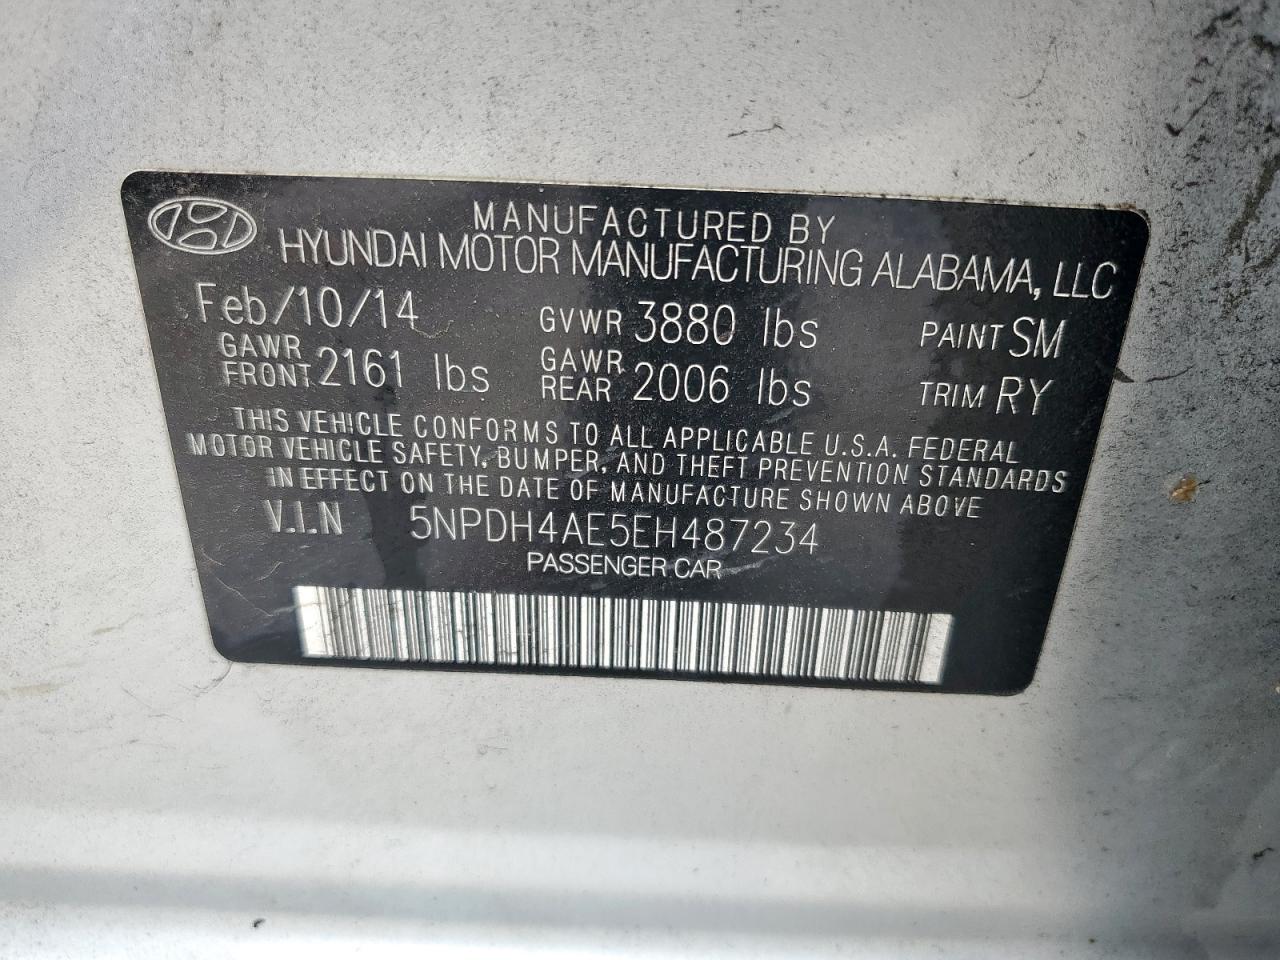 MANUFACTURED BY
HYUNDAI MOTOR MANUFACTURING ALABAMA, LLC
Feb/10/14 GVWR 3880 lbs PAINT SM
GAWR FRONT 2161 lbs GAWR REAR 2006 lbs TRIM RY
THIS VEHICLE CONFORMS TO ALL APPLICABLE U.S.A. FEDERAL
MOTOR VEHICLE SAFETY, BUMPER, AND THEFT PREVENTION STANDARDS
IN EFFECT ON THE DATE OF MANUFACTURE SHOWN ABOVE
V.I.N 5NPDH4AE5EH487234
PASSENGER CAR